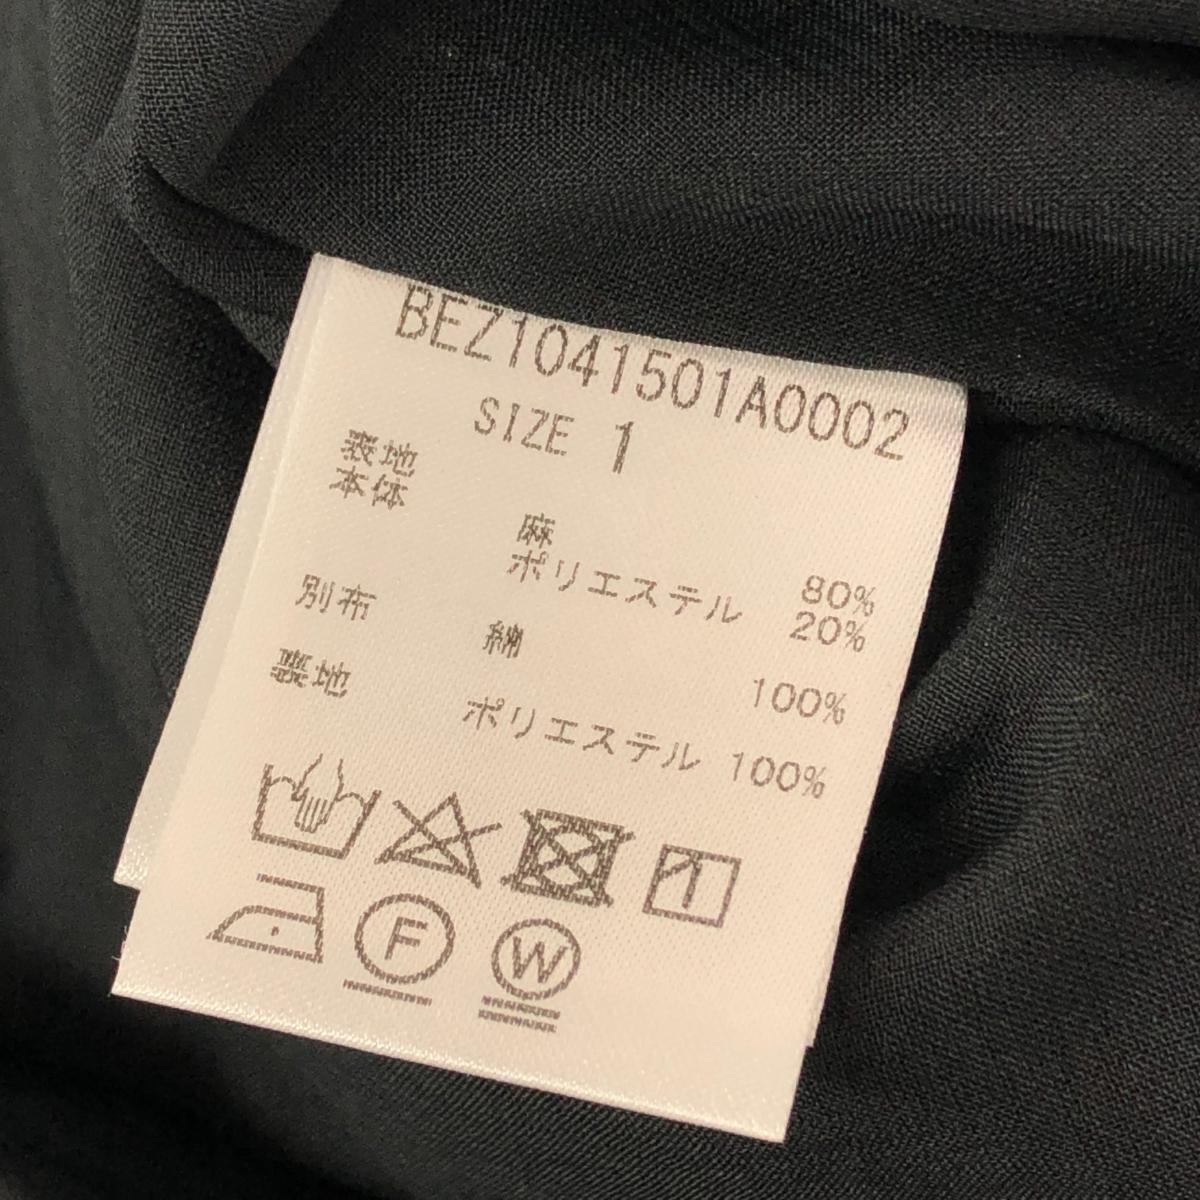 BEZ1041501A0002
SIZE 1
表地
本体
麻 80%
ポリエステル 20%
別布 綿 100%
裏地 ポリエステル 100%
F
W